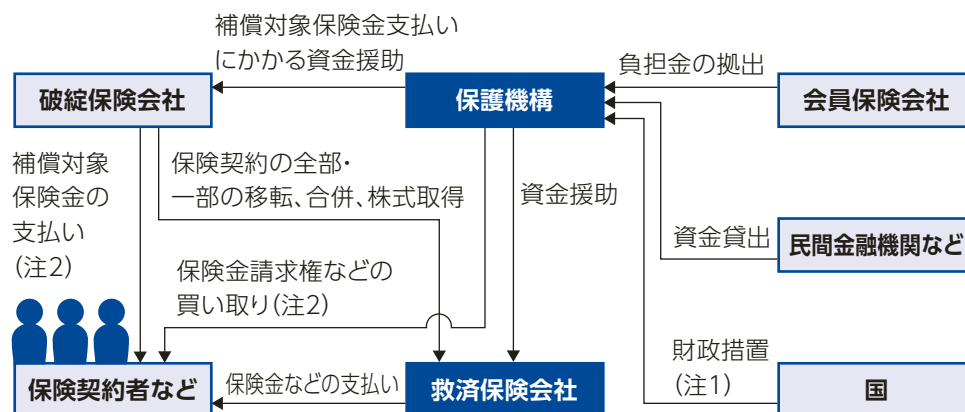 補償対象保険金支払い
にかかる資金援助
負担金の拠出
破綻保険会社
保護機構
会員保険会社
補償対象
保険金の
支払い
(注2)
保険契約の全部・
一部の移転、合併、株式取得
資金援助
資金貸出
民間金融機関など
保険金請求権などの
買い取り(注2)
財政措置
(注1)
保険契約者など
保険金などの支払い
救済保険会社
国